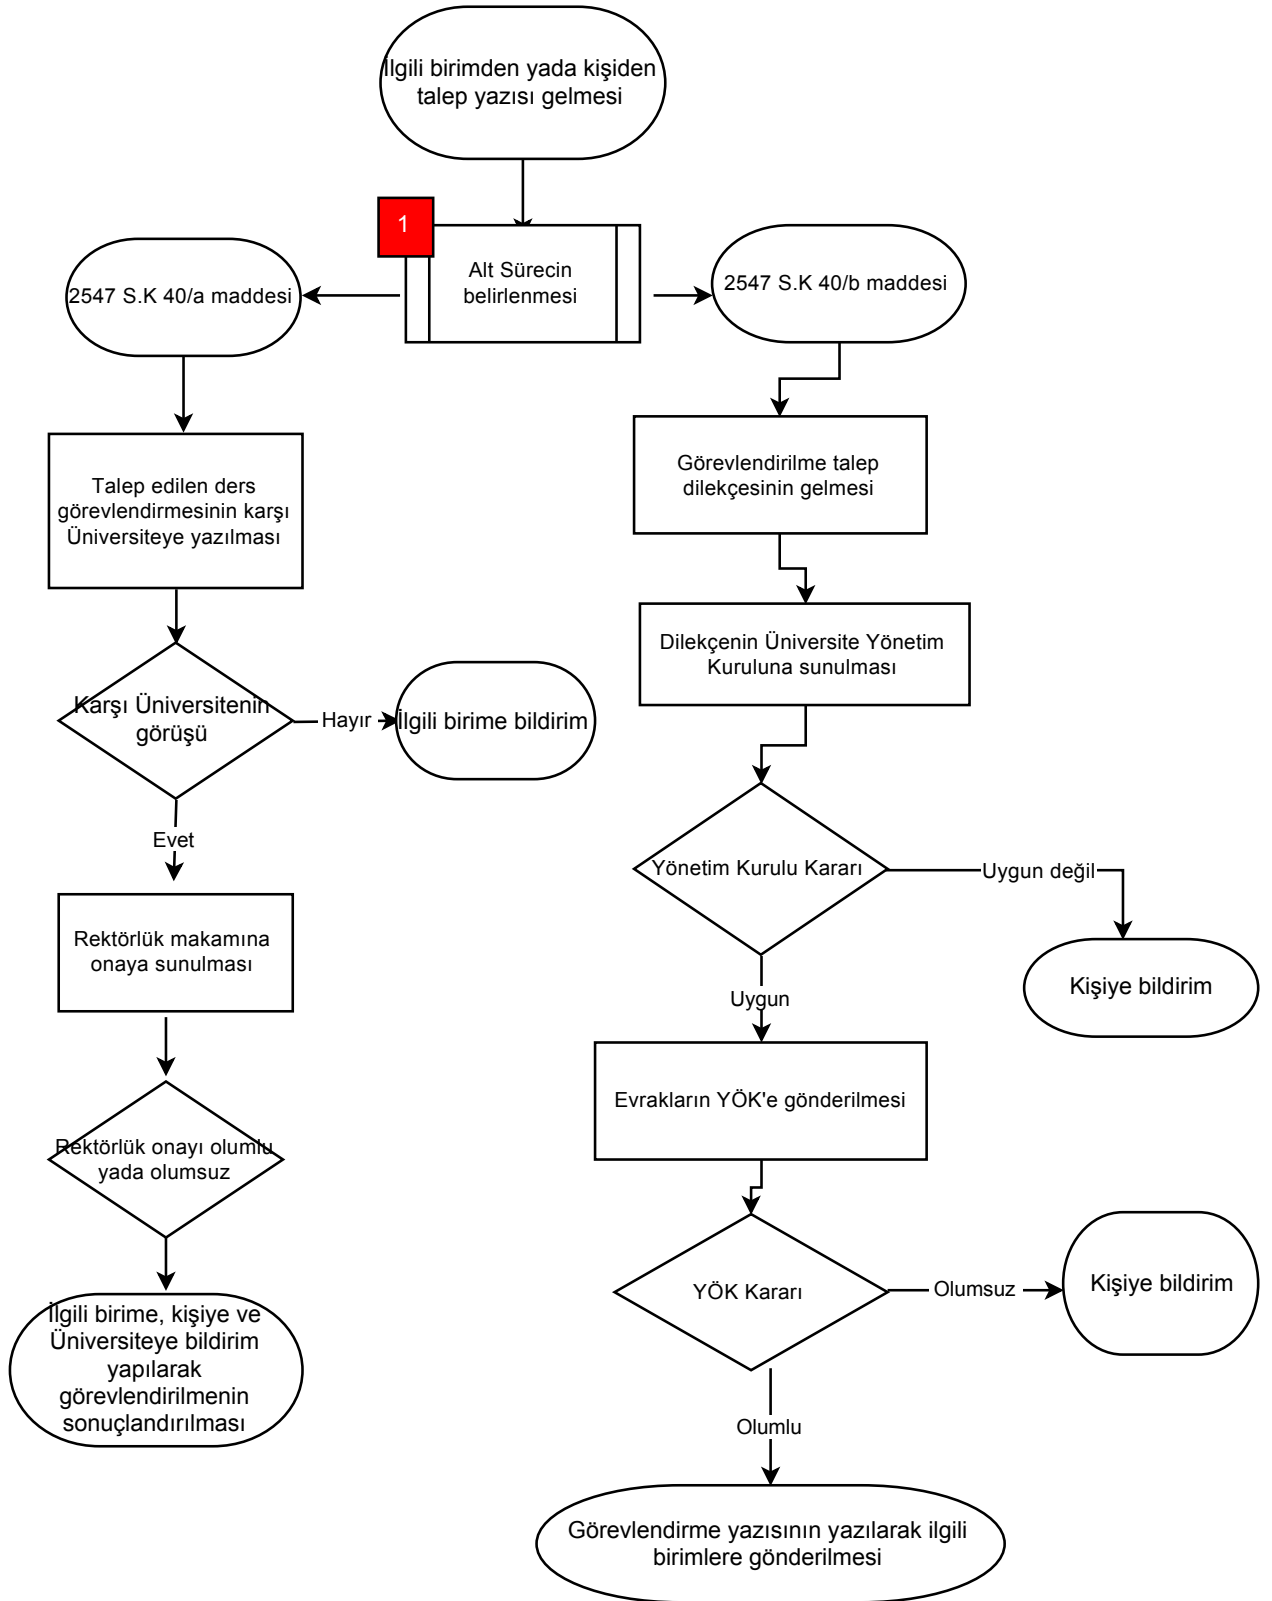 İlgili birimden yada kişiden
talep yazısı gelmesi
1
Alt Sürecin
belirlenmesi
2547 S.K 40/a maddesi
2547 S.K 40/b maddesi
Talep edilen ders
görevlendirmesinin karşı
Üniversiteye yazılması
Görevlendirilme talep
dilekçesinin gelmesi
Dilekçenin Üniversite Yönetim
Kuruluna sunulması
Karşı Üniversitenin
görüşü
Hayır
İlgili birime bildirim
Evet
Yönetim Kurulu Kararı
Uygun değil
Kişiye bildirim
Uygun
Rektörlük makamına
onaya sunulması
Evrakların YÖK'e gönderilmesi
Rektörlük onayı olumlu
yada olumsuz
YÖK Kararı
Olumsuz
Kişiye bildirim
İlgili birime, kişiye ve
Üniversiteye bildirim
yapılarak
görevlendirilmenin
sonuçlandırılması
Olumlu
Görevlendirme yazısının yazılarak ilgili
birimlere gönderilmesi